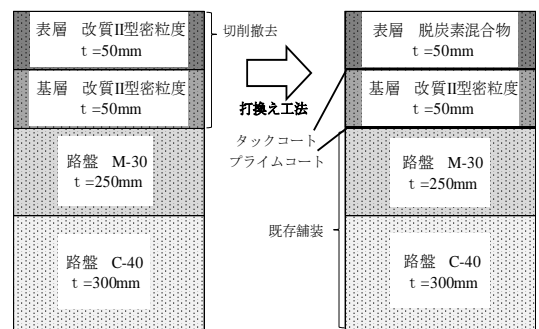 表層 改質II型密粒度
t =50mm
基層 改質II型密粒度
t =50mm
路盤 M-30
t =250mm
路盤 C-40
t =300mm
切削撤去
打換え工法
タックコート
プライムコート
既存舗装
表層 脱炭素混合物
t =50mm
基層 改質II型密粒度
t =50mm
路盤 M-30
t =250mm
路盤 C-40
t =300mm